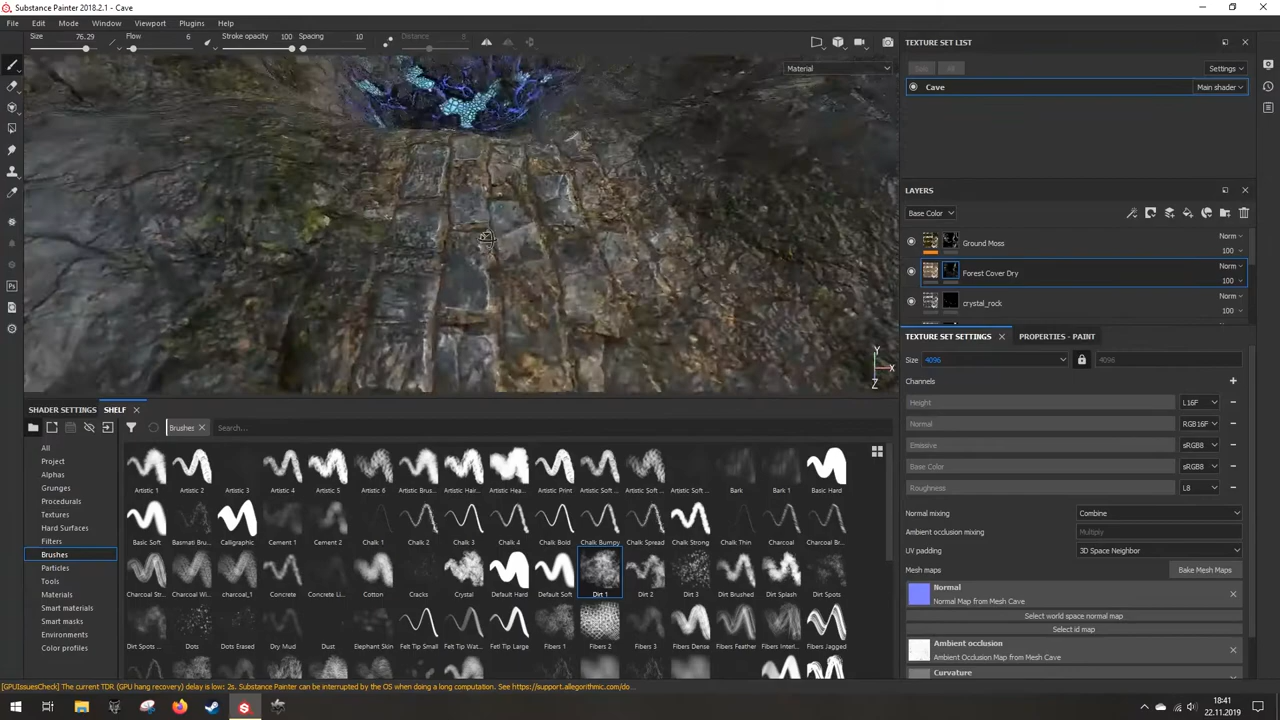 Substance Painter 2018.2.1 - Cave
File Edit Mode Window Viewport Plugins Help
Size 76.29 Flow 6 Stroke opacity 100 Spacing 10 Distance 8
Material
Y
X
Z
TEXTURE SET LIST
Settings
Cave Main shader
LAYERS
Base Color
Ground Moss Norm 100
Forest Cover Dry Norm 100
crystal_rock Norm 100
TEXTURE SET SETTINGS PROPERTIES - PAINT
Size 4096 4096
Channels
Height L16F
Normal RGB16F
Emissive sRGB8
Base Color sRGB8
Roughness L8
Normal mixing Combine
Ambient occlusion mixing Multiply
UV padding 3D Space Neighbor
Mesh maps Bake Mesh Maps
Normal
Normal Map from Mesh Cave
Select world space normal map
Select id map
Ambient occlusion
Ambient Occlusion Map from Mesh Cave
Curvature
SHADER SETTINGS SHELF
Brushes Search...
All
Project
Alphas
Grunges
Procedurals
Textures
Hard Surfaces
Filters
Brushes
Particles
Tools
Materials
Smart materials
Smart masks
Environments
Color profiles
Artistic 1 Artistic 2 Artistic 3 Artistic 4 Artistic 5 Artistic 6 Artistic Brus... Artistic Hair... Artistic Hea... Artistic Print Artistic Soft ... Artistic Soft ... Artistic Soft ... Bark Bark 1 Basic Hard
Basic Soft Basmati Bru... Calligraphic Cement 1 Cement 2 Chalk 1 Chalk 2 Chalk 3 Chalk 4 Chalk Bold Chalk Bumpy Chalk Spread Chalk Strong Chalk Thin Charcoal Charcoal Br...
Charcoal Str... Charcoal Wi... charcoal_1 Concrete Concrete Li... Cotton Cracks Crystal Default Hard Default Soft Dirt 1 Dirt 2 Dirt 3 Dirt Brushed Dirt Splash Dirt Spots
Dirt Spots ... Dots Dots Erased Dry Mud Dust Elephant Skin Felt Tip Small Felt Tip Wat... Felt Tip Large Fibers 1 Fibers 2 Fibers 3 Fibers Dense Fibers Feather Fibers Interl... Fibers Jagged
[GPUIssuesCheck] The current TDR (GPU hang recovery) delay is low: 2s. Substance Painter can be interrupted by the OS when doing a long computation. See https://support.allegorithmic.com/do...
18:41
22.11.2019